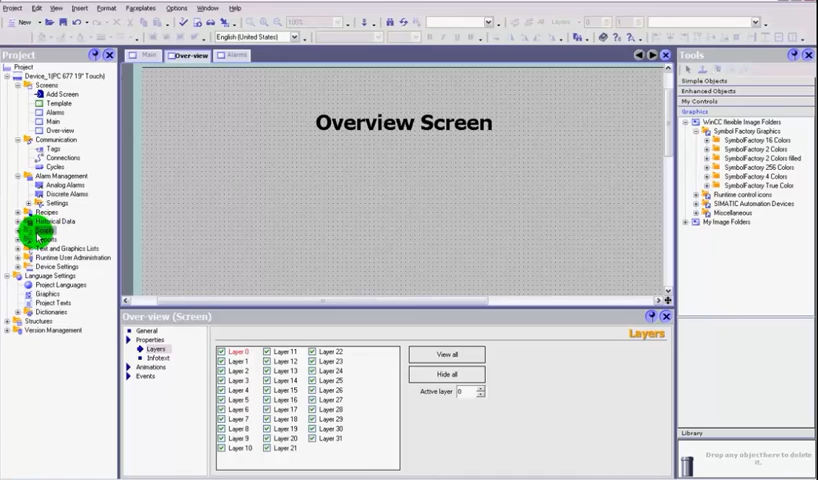 Project Edit View Insert Format Faceplates Options Window Help
New
100%
English (United States)
Layers 0 1
Project
Main
Over-view
Alarms
Tools
Project
Device_1(PC 677 19" Touch)
Screens
Add Screen
Template
Alarms
Main
Over-view
Communication
Tags
Connections
Cycles
Alarm Management
Analog Alarms
Discrete Alarms
Settings
Recipes
Historical Data
Scripts
Reports
Text and Graphics Lists
Runtime User Administration
Device Settings
Language Settings
Project Languages
Graphics
Project Texts
Dictionaries
Structures
Version Management
Overview Screen
Simple Objects
Enhanced Objects
My Controls
Graphics
WinCC flexible Image Folders
Symbol Factory Graphics
SymbolFactory 16 Colors
SymbolFactory 2 Colors
SymbolFactory 2 Colors filled
SymbolFactory 256 Colors
SymbolFactory 4 Colors
SymbolFactory True Color
Runtime control icons
SIMATIC Automation Devices
Miscellaneous
My Image Folders
Over-view (Screen)
General
Properties
Layers
Infotext
Animations
Events
Layers
Layer 0 Layer 11 Layer 22
Layer 1 Layer 12 Layer 23
Layer 2 Layer 13 Layer 24
Layer 3 Layer 14 Layer 25
Layer 4 Layer 15 Layer 26
Layer 5 Layer 16 Layer 27
Layer 6 Layer 17 Layer 28
Layer 7 Layer 18 Layer 29
Layer 8 Layer 19 Layer 30
Layer 9 Layer 20 Layer 31
Layer 10 Layer 21
View all
Hide all
Active layer 0
Library
Drop any object here to delete
it.